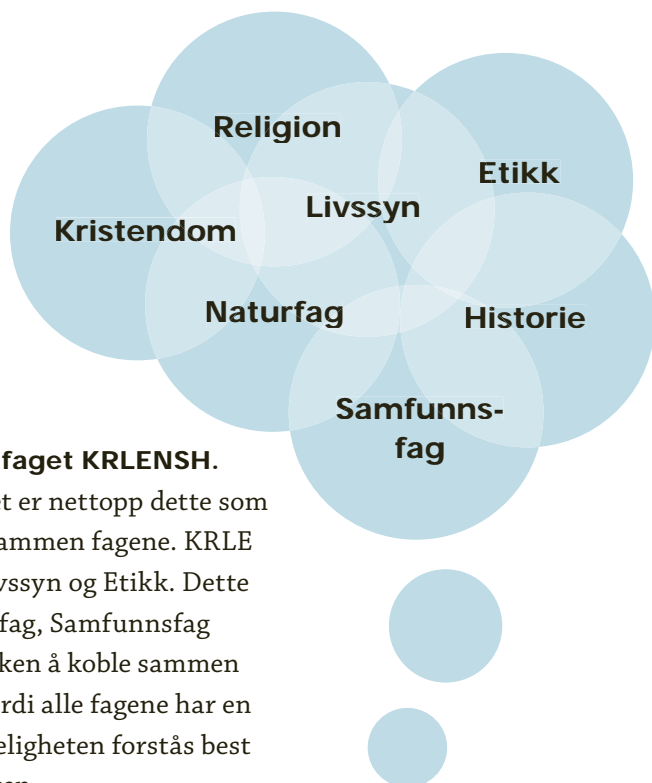 Religion
Etikk
Livssyn
Kristendom
Naturfag
Historie
Samfunns-
fag
faget KRLENSH.
et er nettopp dette som
ammen fagene. KRLE
vssyn og Etikk. Dette
fag, Samfunnsfag
ken å koble sammen
rdi alle fagene har en
eligheten forstås best